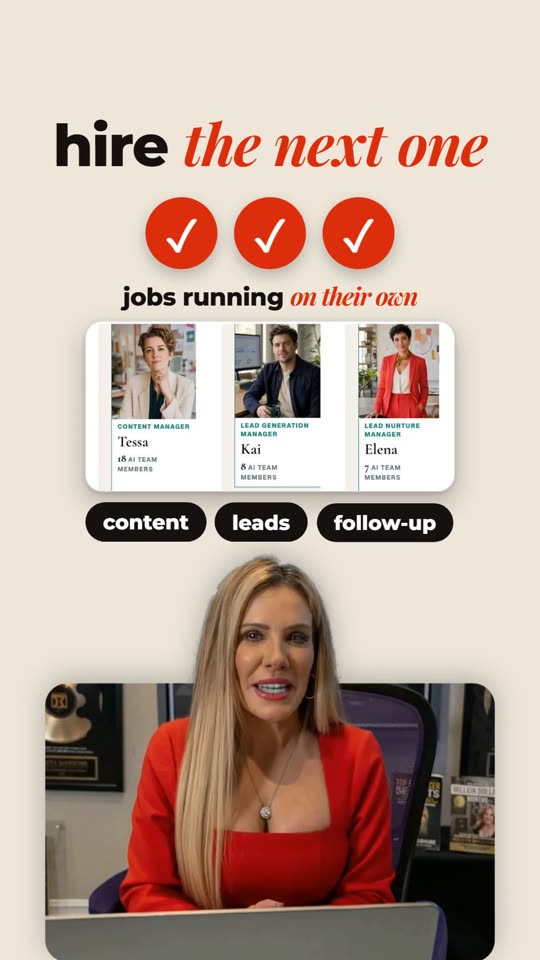 hire the next one
jobs running on their own
CONTENT MANAGER
Tessa
18 AI TEAM
MEMBERS
LEAD GENERATION
MANAGER
Kai
8 AI TEAM
MEMBERS
LEAD NURTURE
MANAGER
Elena
7 AI TEAM
MEMBERS
content
leads
follow-up